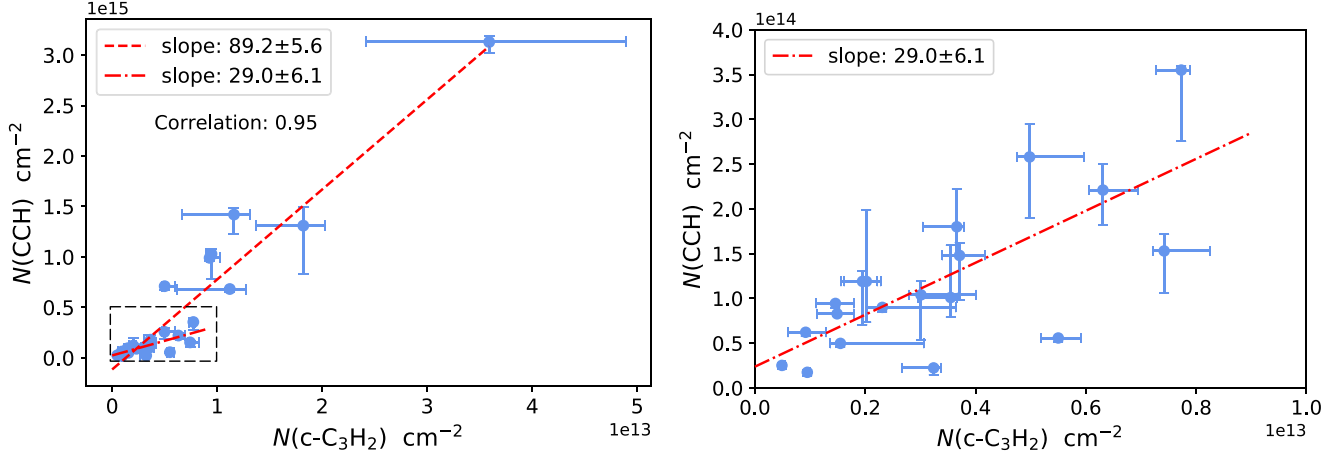 1e15
slope: 89.2±5.6
slope: 29.0±6.1
Correlation: 0.95
N(CCH) cm⁻²
3.0
2.5
2.0
1.5
1.0
0.5
0.0
0 1 2 3 4 5
1e13
N(c-C₃H₂) cm⁻²
1e14
slope: 29.0±6.1
N(CCH) cm⁻²
4.0
3.5
3.0
2.5
2.0
1.5
1.0
0.5
0.0
0.0 0.2 0.4 0.6 0.8 1.0
1e13
N(c-C₃H₂) cm⁻²